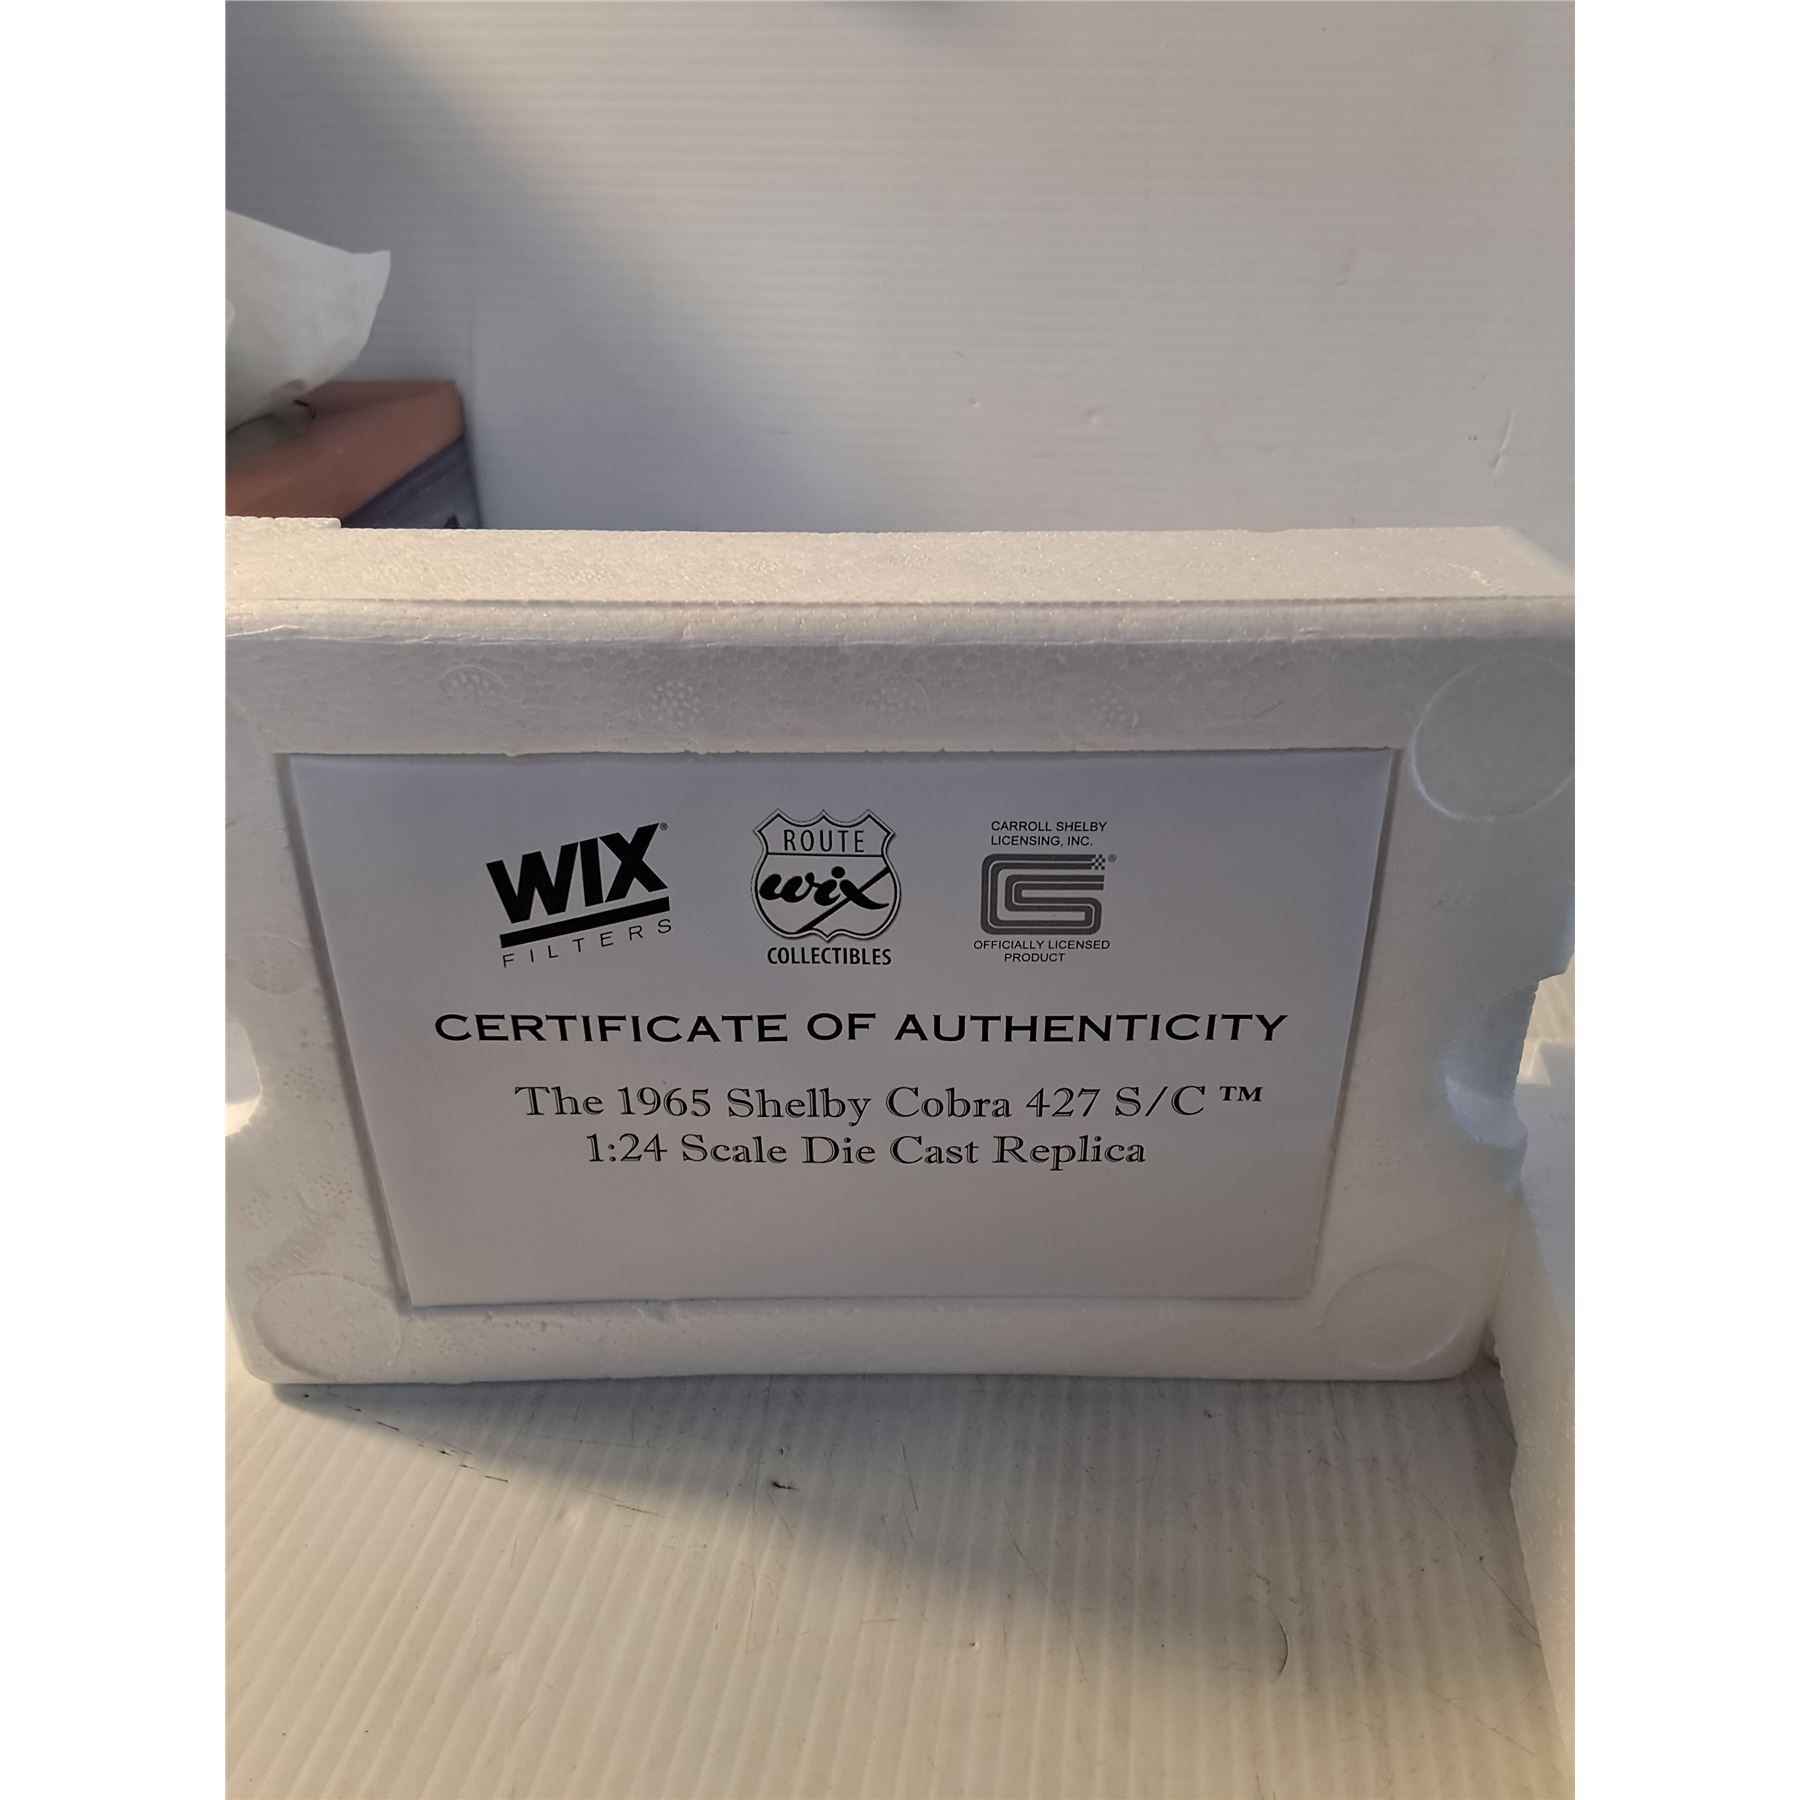 WIX®
FILTERS
ROUTE
wix
COLLECTIBLES
CARROLL SHELBY
LICENSING, INC.
CS®
OFFICIALLY LICENSED
PRODUCT
CERTIFICATE OF AUTHENTICITY
The 1965 Shelby Cobra 427 S/C ™
1:24 Scale Die Cast Replica